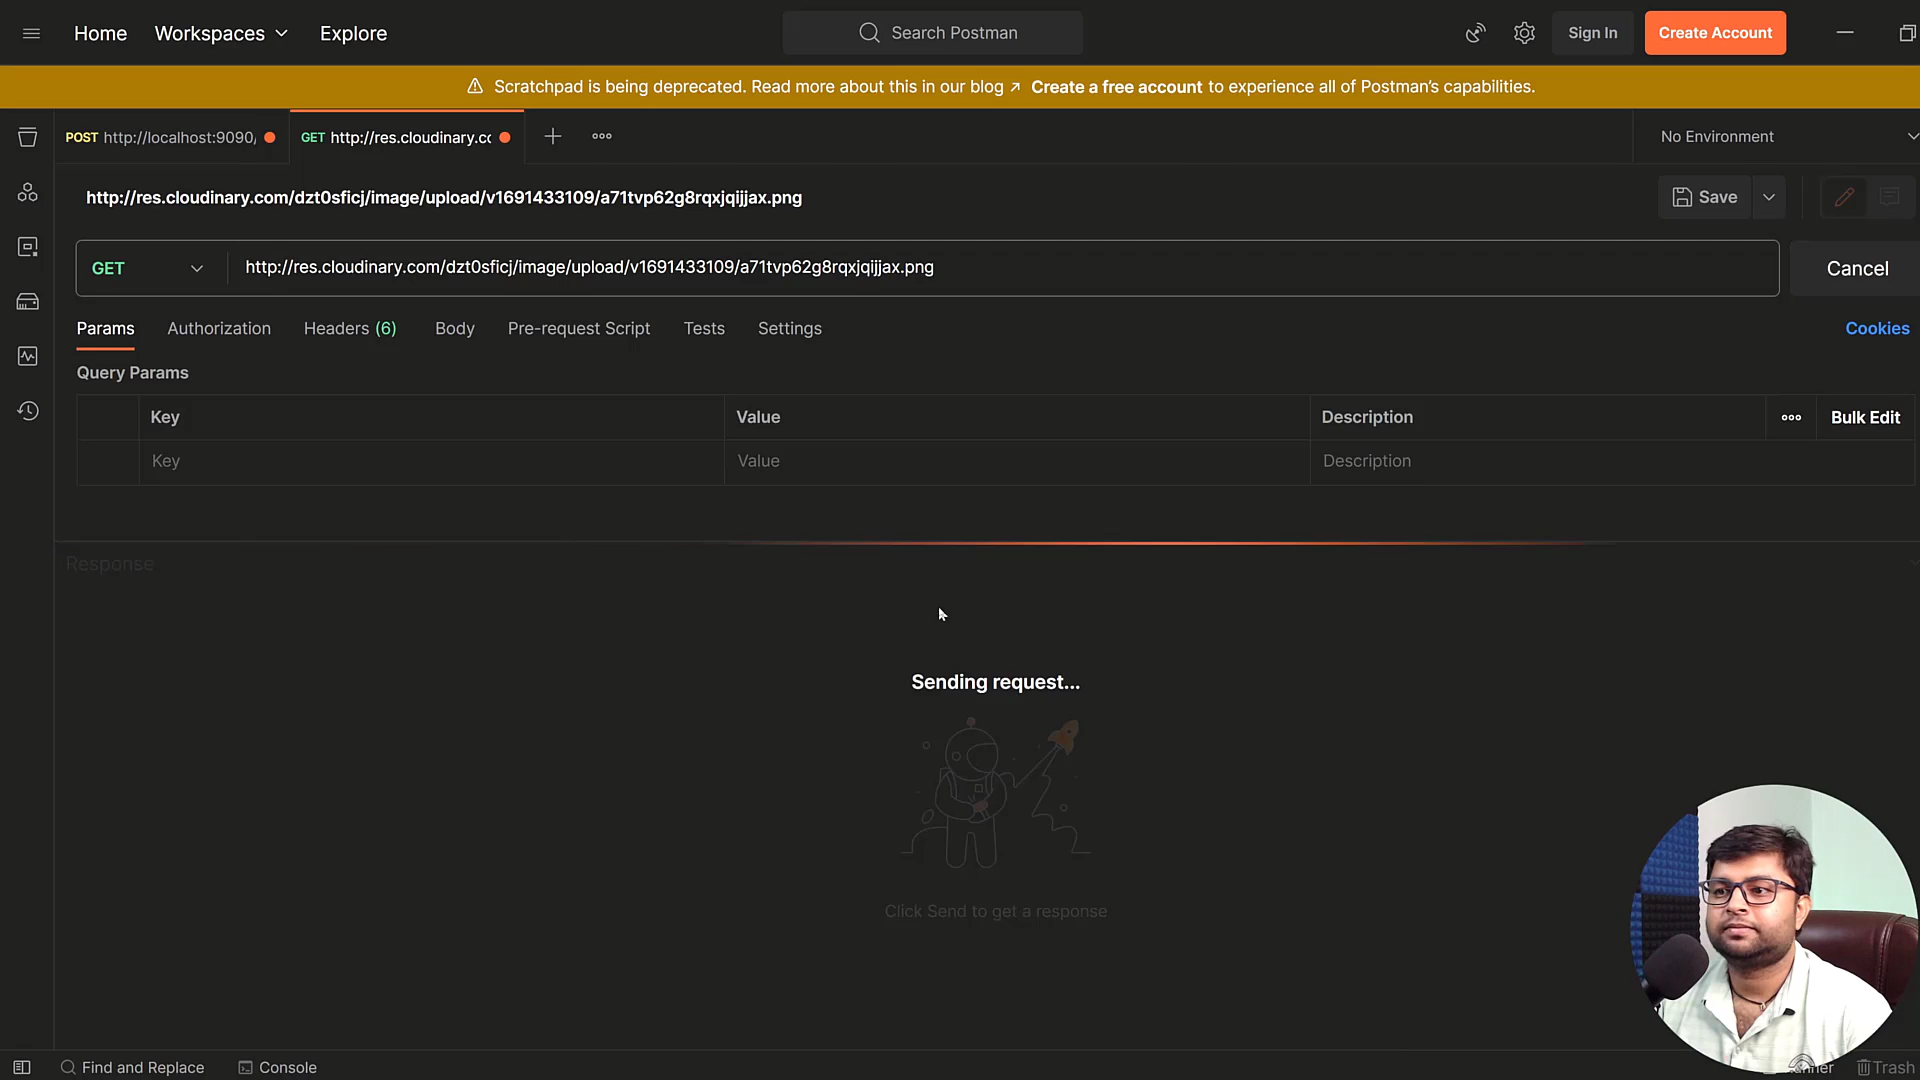 Home Workspaces Explore Search Postman Sign In Create Account
Scratchpad is being deprecated. Read more about this in our blog ↗ Create a free account to experience all of Postman's capabilities.
POST http://localhost:9090/ GET http://res.cloudinary.cc No Environment
http://res.cloudinary.com/dzt0sficj/image/upload/v1691433109/a71tvp62g8rqxjqijjax.png Save
GET http://res.cloudinary.com/dzt0sficj/image/upload/v1691433109/a71tvp62g8rqxjqijjax.png Cancel
Params Authorization Headers (6) Body Pre-request Script Tests Settings Cookies
Query Params
Key Value Description Bulk Edit
Key Value Description
Response
Sending request...
Click Send to get a response
Find and Replace Console Trash